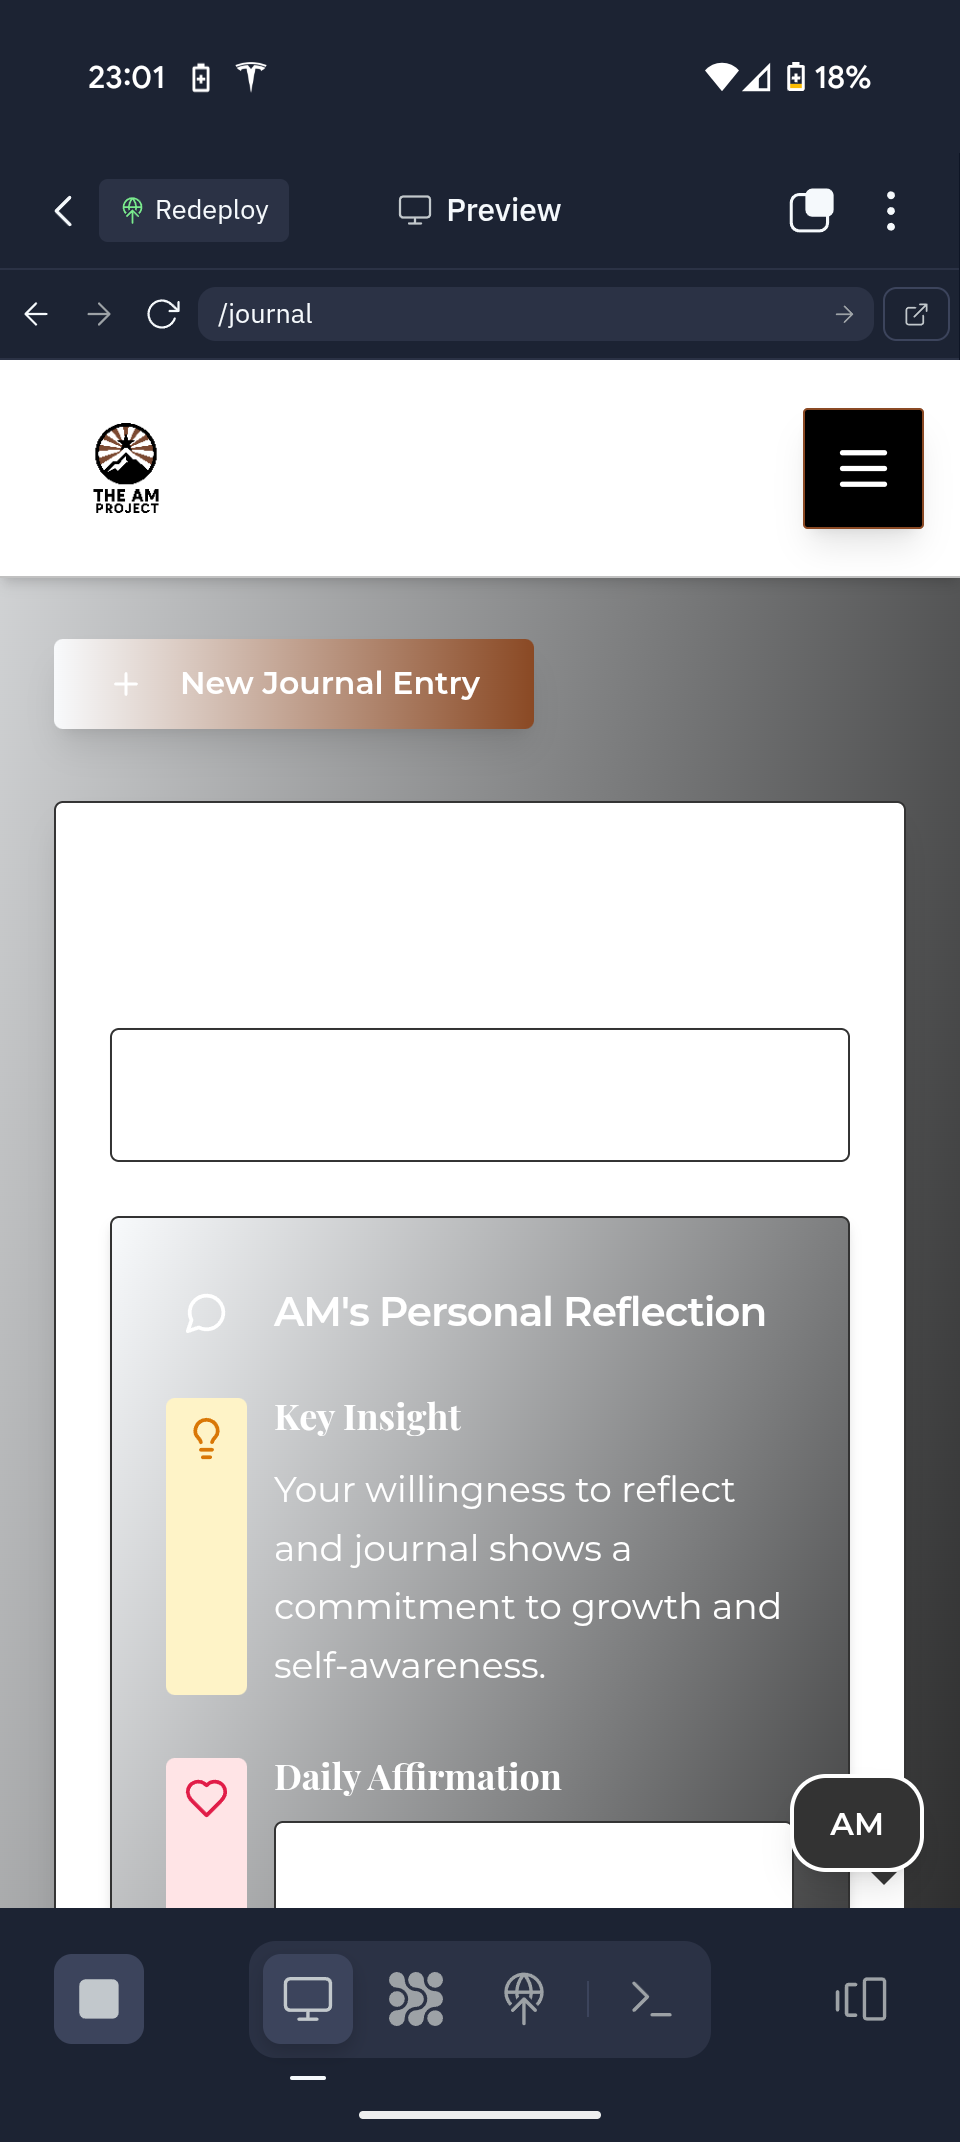 23:01
18%
Redeploy
Preview
/journal
THE AM
PROJECT
New Journal Entry
AM's Personal Reflection
Key Insight
Your willingness to reflect
and journal shows a
commitment to growth and
self-awareness.
Daily Affirmation
AM